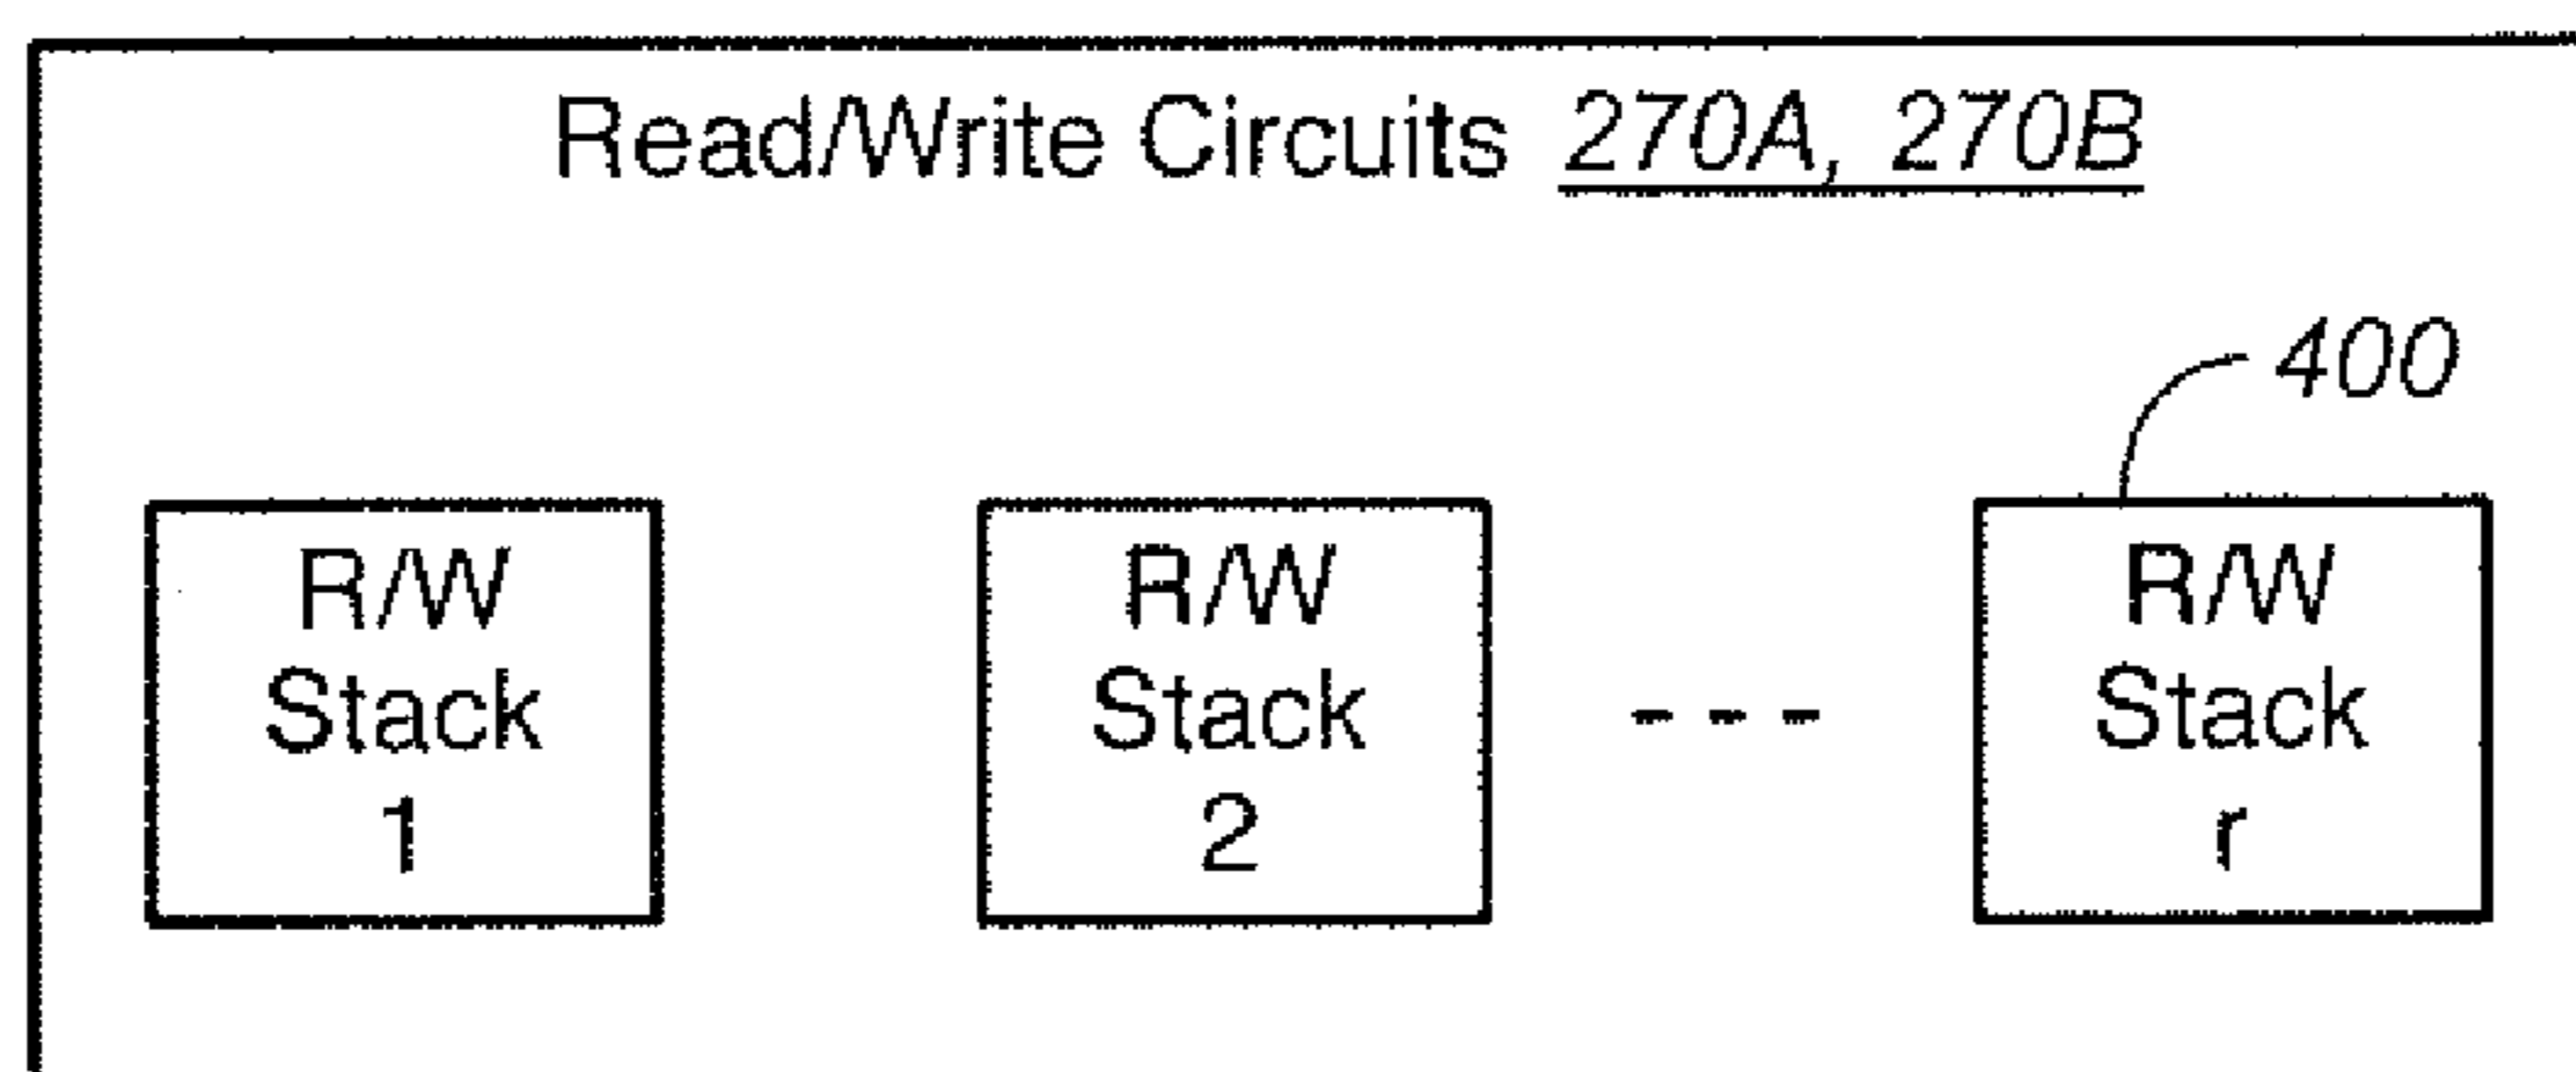 Read/Write Circuits 270A, 270B
400
R/W
Stack
1
R/W
Stack
2
R/W
Stack
r